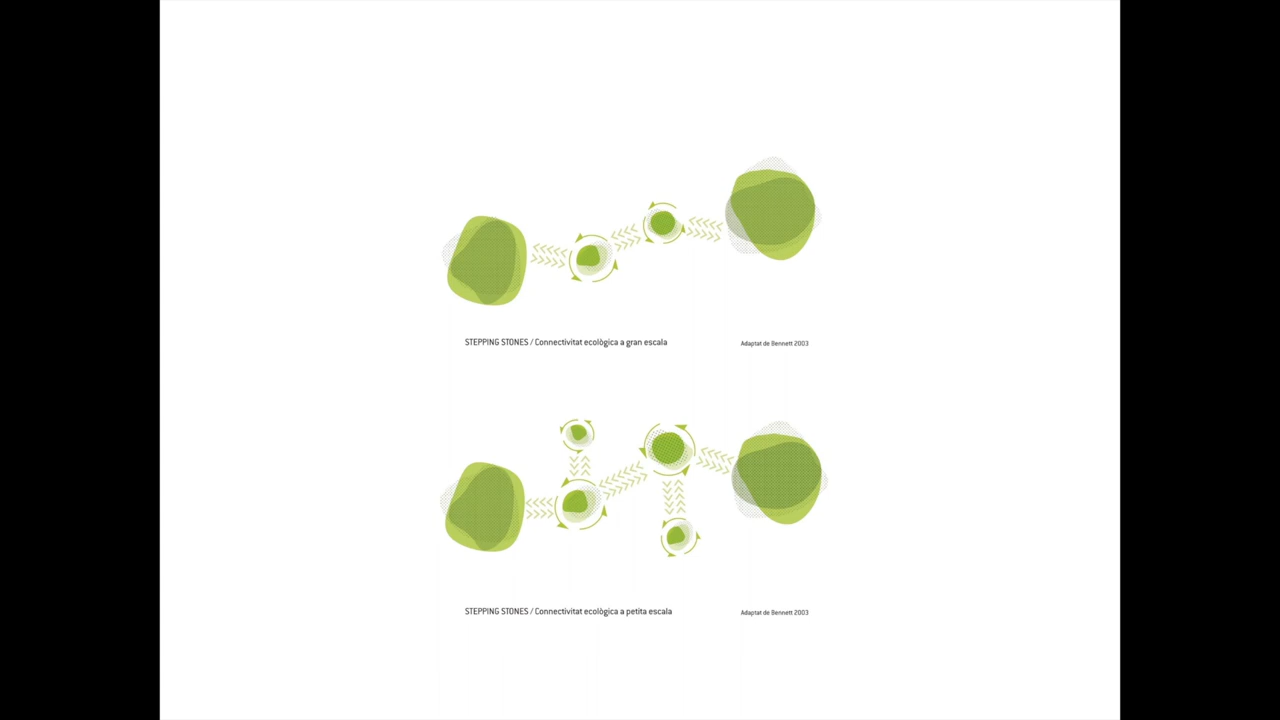 STEPPING STONES / Connectivitat ecològica a gran escala
Adaptat de Bennett 2003
STEPPING STONES / Connectivitat ecològica a petita escala
Adaptat de Bennett 2003